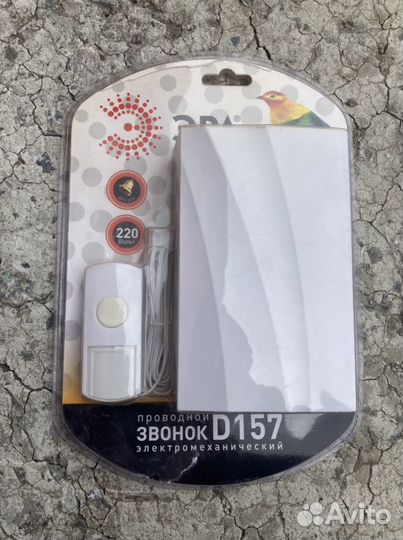 ЭРА®
220
Вольт
проводной
ЗВОНОК D157
электромеханический
Avito